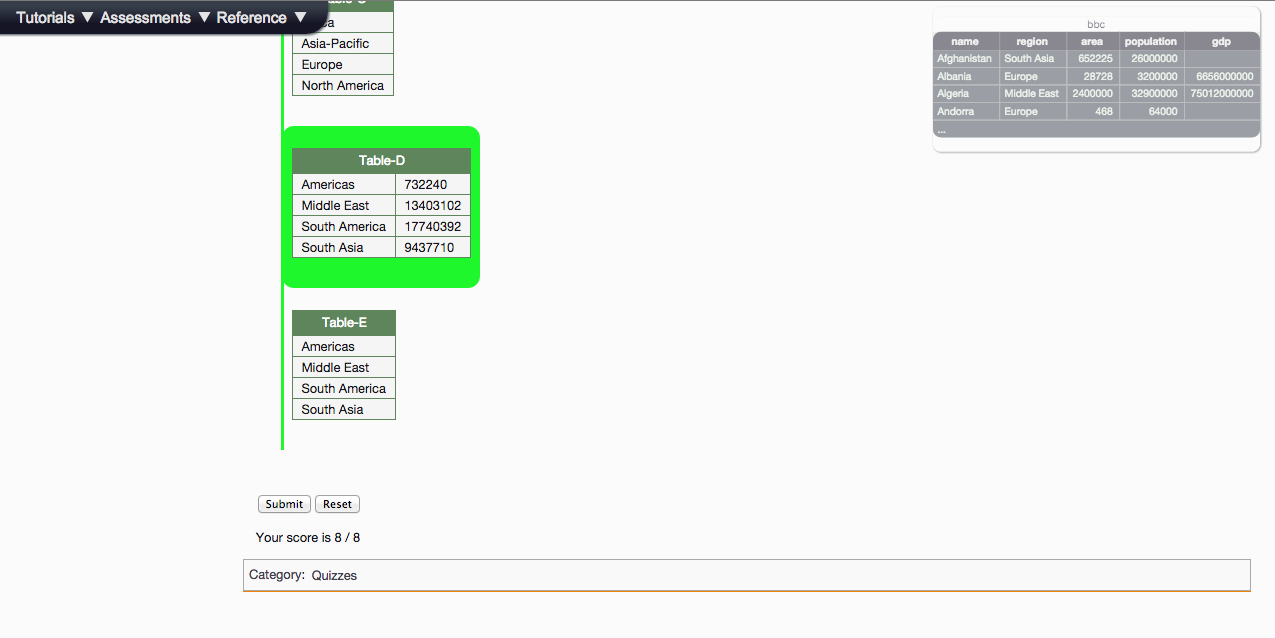 Tutorials ▼ Assessments ▼ Reference ▼
Asia-Pacific
Europe
North America
Table-D
Americas 732240
Middle East 13403102
South America 17740392
South Asia 9437710
Table-E
Americas
Middle East
South America
South Asia
Submit Reset
Your score is 8 / 8
Category: Quizzes
bbc
name region area population gdp
Afghanistan South Asia 652225 26000000
Albania Europe 28728 3200000 6656000000
Algeria Middle East 2400000 32900000 75012000000
Andorra Europe 468 64000
...